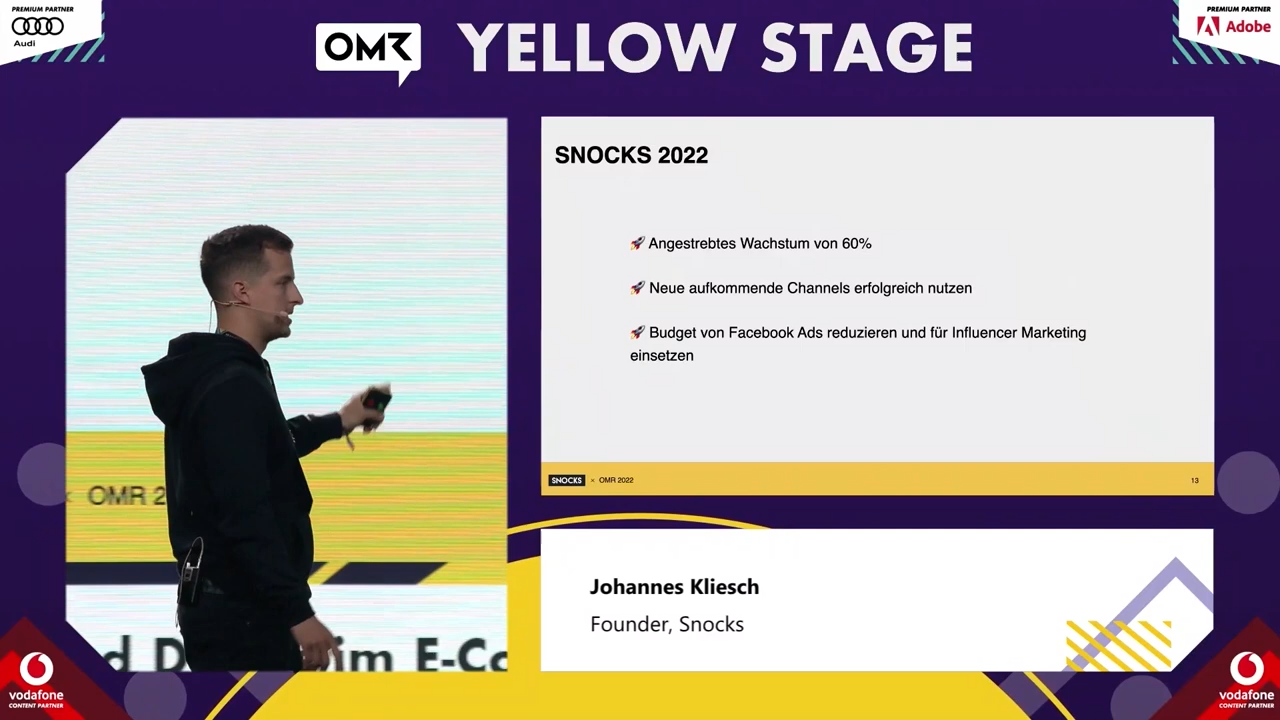 PREMIUM PARTNER
Audi
OMR YELLOW STAGE
PREMIUM PARTNER
Adobe
SNOCKS 2022
🚀 Angestrebtes Wachstum von 60%
🚀 Neue aufkommende Channels erfolgreich nutzen
🚀 Budget von Facebook Ads reduzieren und für Influencer Marketing
einsetzen
SNOCKS × OMR 2022
13
× OMR 2
d D im E-Co
Johannes Kliesch
Founder, Snocks
vodafone
CONTENT PARTNER
vodafone
CONTENT PARTNER